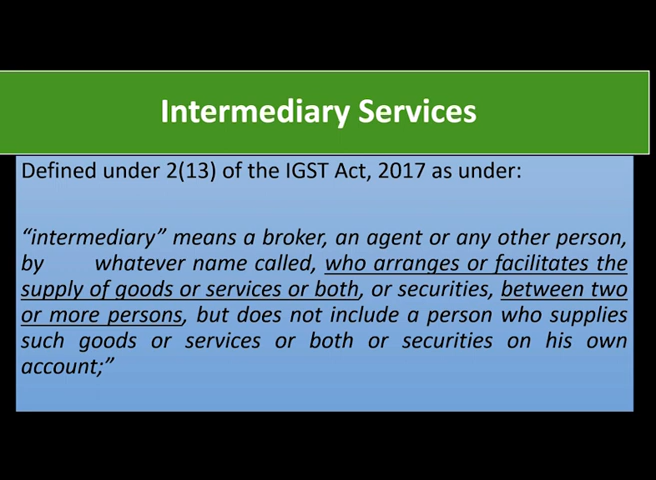 Intermediary Services
Defined under 2(13) of the IGST Act, 2017 as under:
“intermediary” means a broker, an agent or any other person,
by whatever name called, who arranges or facilitates the
supply of goods or services or both, or securities, between two
or more persons, but does not include a person who supplies
such goods or services or both or securities on his own
account;”